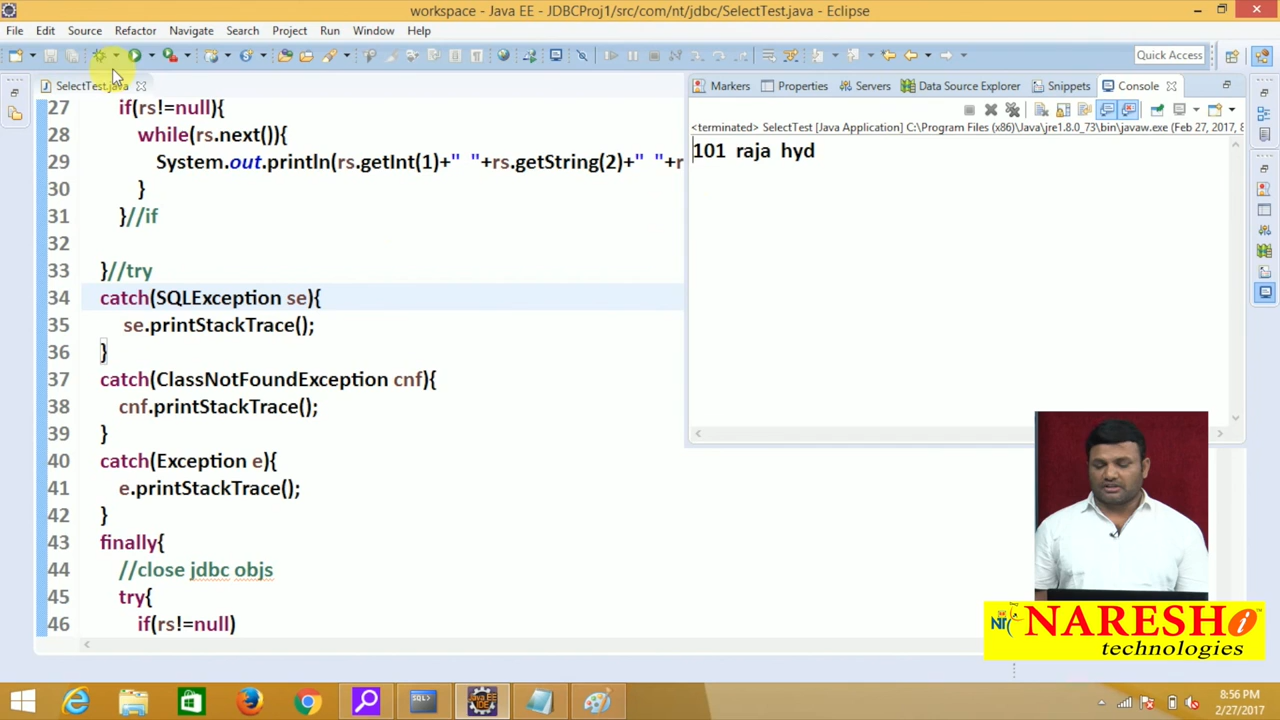 workspace - Java EE - JDBCProj1/src/com/nt/jdbc/SelectTest.java - Eclipse
File Edit Source Refactor Navigate Search Project Run Window Help
Quick Access
SelectTest.java
Markers Properties Servers Data Source Explorer Snippets Console
<terminated> SelectTest [Java Application] C:\Program Files (x86)\Java\jre1.8.0_73\bin\javaw.exe (Feb 27, 2017, 8
101 raja hyd
27 if(rs!=null){
28 while(rs.next()){
29 System.out.println(rs.getInt(1)+" "+rs.getString(2)+" "+r
30 }
31 }//if
32
33 }//try
34 catch(SQLException se){
35 se.printStackTrace();
36 }
37 catch(ClassNotFoundException cnf){
38 cnf.printStackTrace();
39 }
40 catch(Exception e){
41 e.printStackTrace();
42 }
43 finally{
44 //close jdbc objs
45 try{
46 if(rs!=null)
NT NARESH i
technologies
SQL>
Java EE
IDE
8:56 PM
2/27/2017